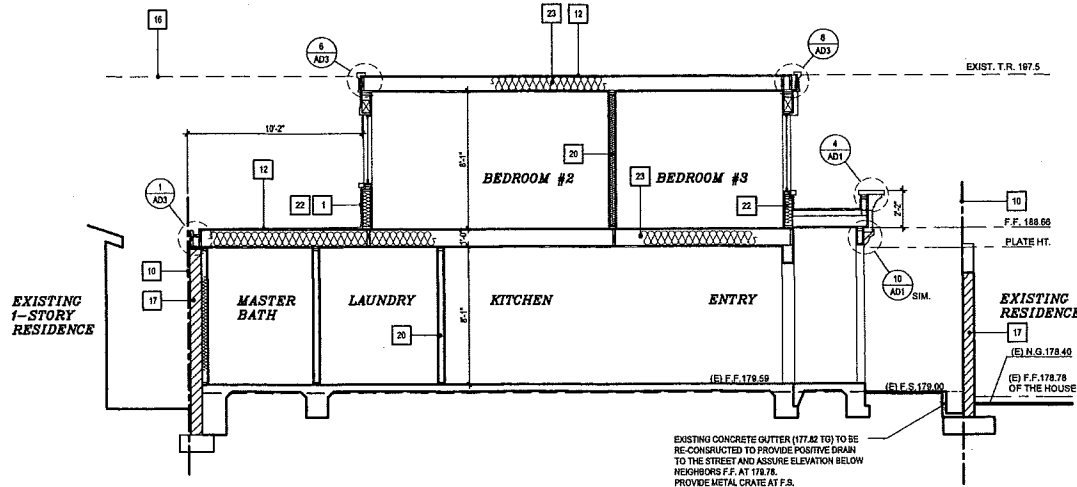 16
23
12
6
AD3
8
AD3
EXIST. T.R. 197.5
10'-2"
8'-1"
20
4
AD1
BEDROOM #2
BEDROOM #3
12
23
1
AD3
22
1
22
2'-2"
10
F.F. 188.66
1'-0"
PLATE HT.
10
17
EXISTING
1-STORY
RESIDENCE
MASTER
BATH
LAUNDRY
KITCHEN
ENTRY
10
AD1
SIM.
EXISTING
RESIDENCE
17
8'-1"
20
(E) N.G.178.40
(E) F.F.179.59
(E) F.S.179.00
(E) F.F.178.78
OF THE HOUSE
EXISTING CONCRETE GUTTER (177.82 TG) TO BE
RE-CONSRUCTED TO PROVIDE POSITIVE DRAIN
TO THE STREET AND ASSURE ELEVATION BELOW
NEIGHBORS F.F. AT 178.78.
PROVIDE METAL CRATE AT F.S.